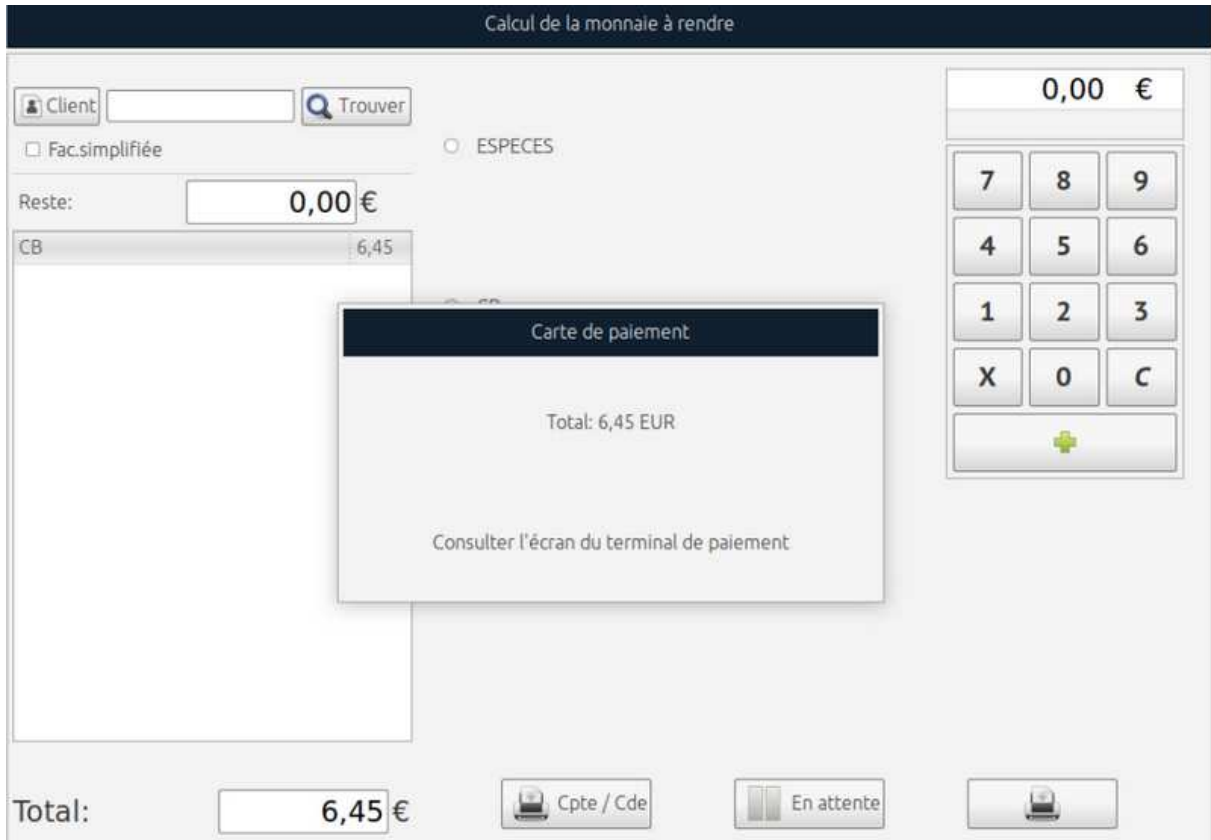 Calcul de la monnaie à rendre
Client
Trouver
Fac.simplifiée
Reste: 0,00 €
CB 6,45
Total: 6,45 €
ESPECES
Carte de paiement
Total: 6,45 EUR
Consulter l'écran du terminal de paiement
Cpte / Cde
En attente
0,00 €
7 8 9
4 5 6
1 2 3
X 0 C